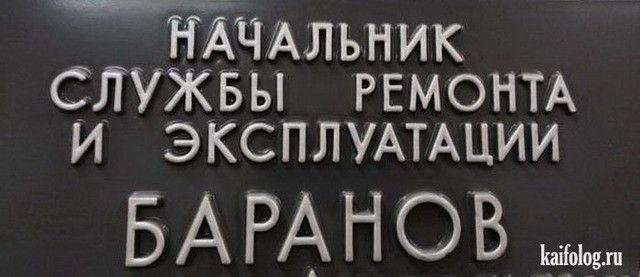 НАЧАЛЬНИК
СЛУЖБЫ РЕМОНТА
И ЭКСПЛУАТАЦИИ
БАРАНОВ
kaifolog.ru